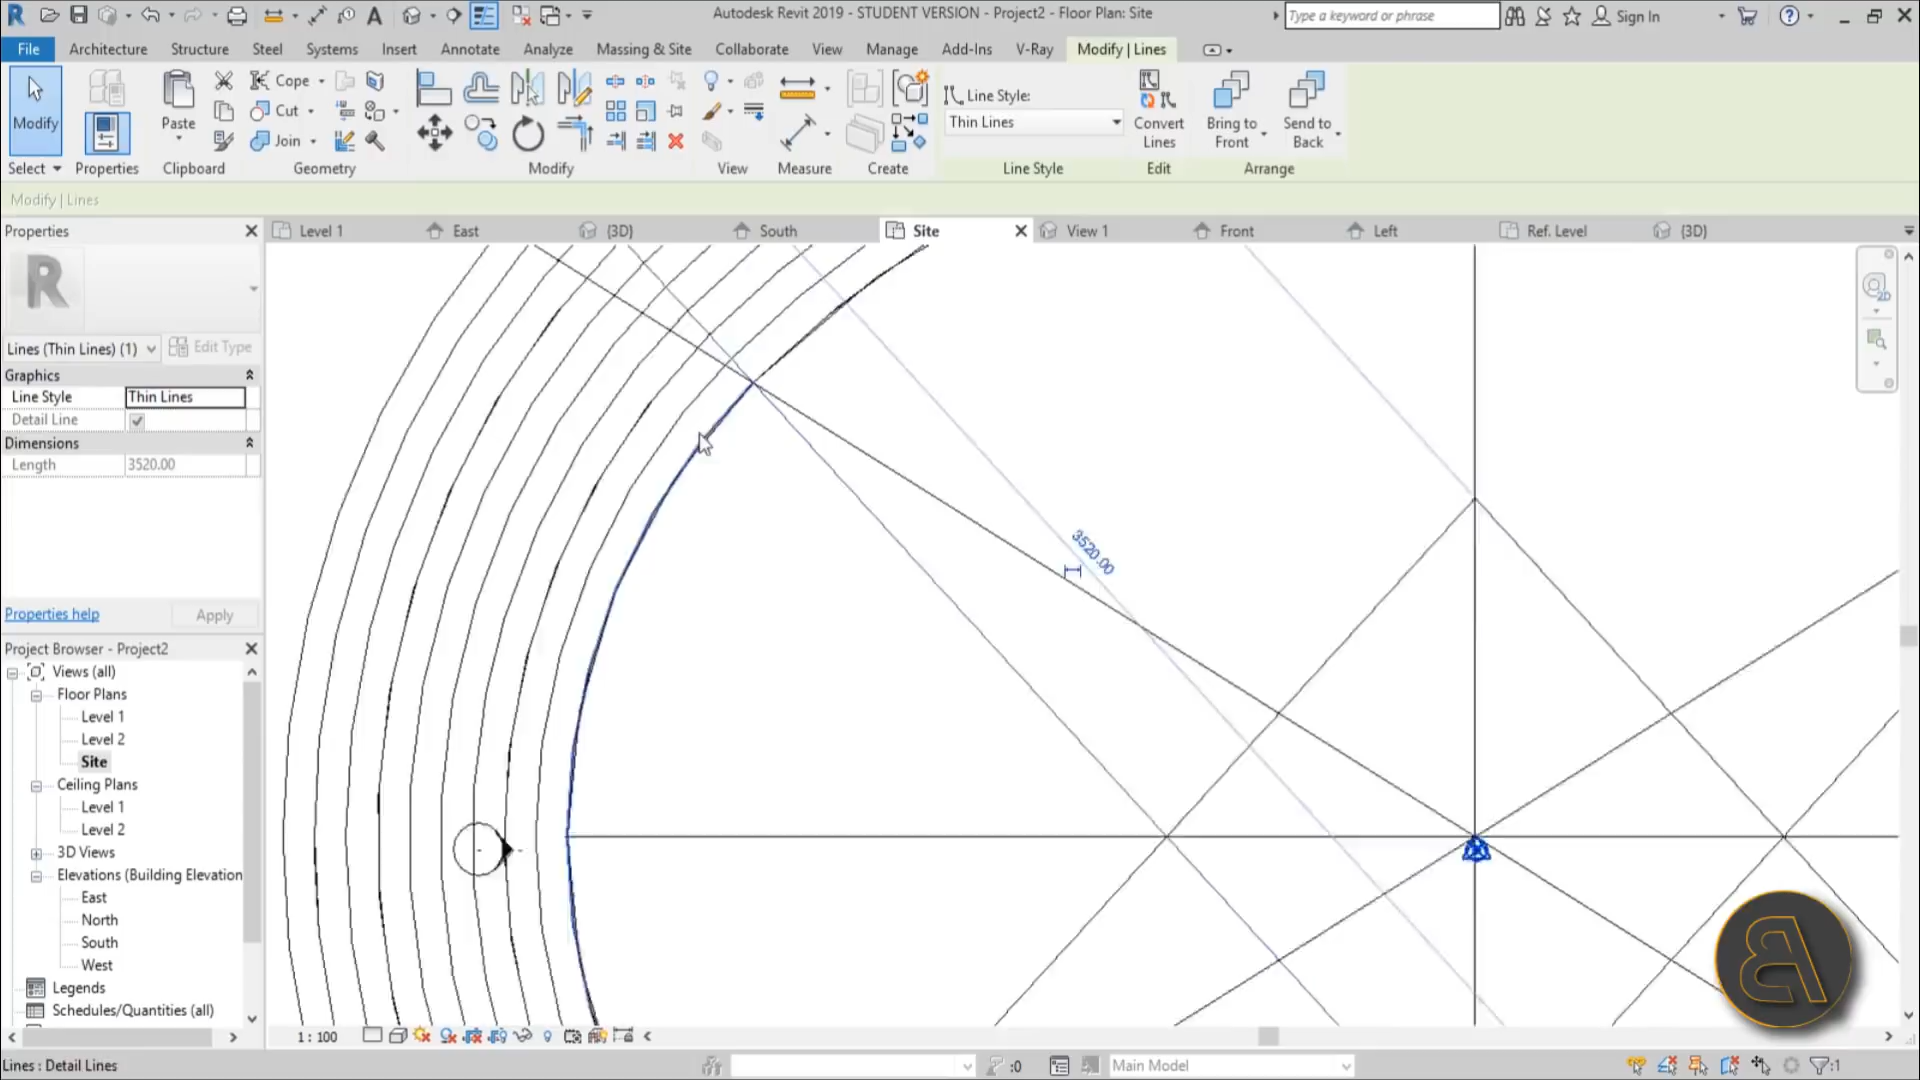 Autodesk Revit 2019 - STUDENT VERSION - Project2 - Floor Plan: Site
Type a keyword or phrase
Sign In
File
Architecture
Structure
Steel
Systems
Insert
Annotate
Analyze
Massing & Site
Collaborate
View
Manage
Add-Ins
V-Ray
Modify | Lines
Modify
Paste
Cope
Cut
Join
Line Style:
Thin Lines
Convert
Lines
Bring to
Front
Send to
Back
Select
Properties
Clipboard
Geometry
Modify
View
Measure
Create
Line Style
Edit
Arrange
Modify | Lines
Properties
Level 1
East
{3D}
South
Site
View 1
Front
Left
Ref. Level
{3D}
R
Lines (Thin Lines) (1)
Edit Type
Graphics
Line Style
Thin Lines
Detail Line
Dimensions
Length
3520.00
Properties help
Apply
Project Browser - Project2
Views (all)
Floor Plans
Level 1
Level 2
Site
Ceiling Plans
Level 1
Level 2
3D Views
Elevations (Building Elevation
East
North
South
West
Legends
Schedules/Quantities (all)
3520.00
2D
1 : 100
Lines : Detail Lines
:0
Main Model
:1